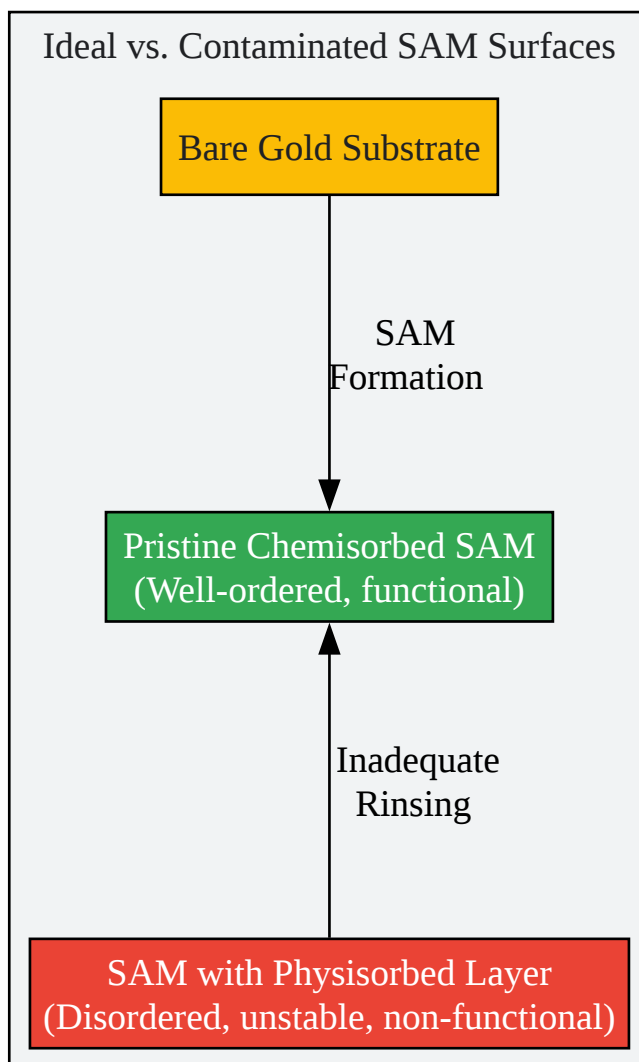 Ideal vs. Contaminated SAM Surfaces
Bare Gold Substrate
SAM
Formation
Pristine Chemisorbed SAM
(Well-ordered, functional)
Inadequate
Rinsing
SAM with Physisorbed Layer
(Disordered, unstable, non-functional)